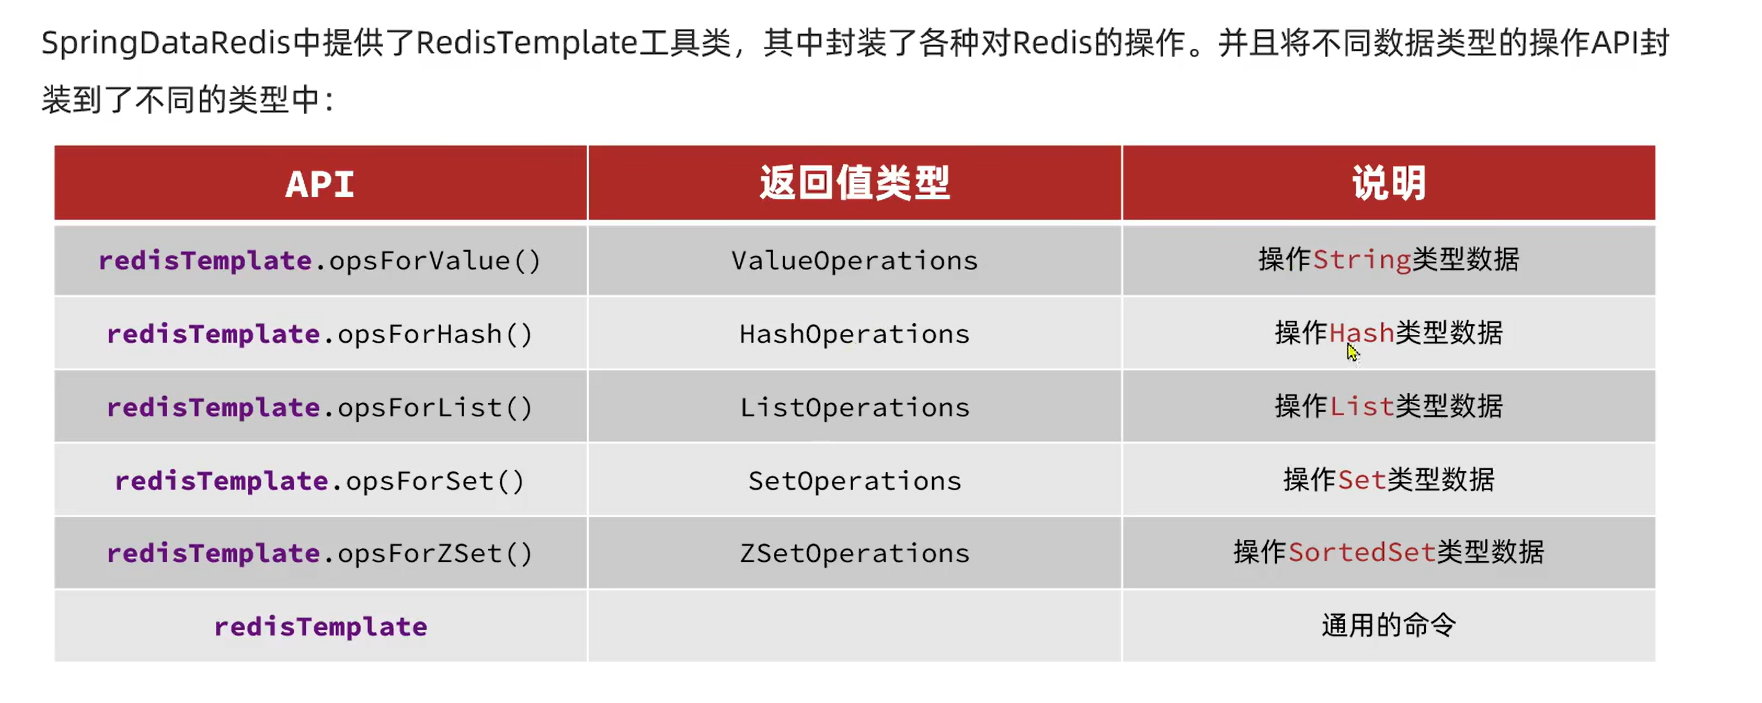 SpringDataRedis中提供了RedisTemplate工具类，其中封装了各种对Redis的操作。并且将不同数据类型的操作API封
装到了不同的类型中：
API 返回值类型 说明
redisTemplate.opsForValue() ValueOperations 操作String类型数据
redisTemplate.opsForHash() HashOperations 操作Hash类型数据
redisTemplate.opsForList() ListOperations 操作List类型数据
redisTemplate.opsForSet() SetOperations 操作Set类型数据
redisTemplate.opsForZSet() ZSetOperations 操作SortedSet类型数据
redisTemplate 通用的命令